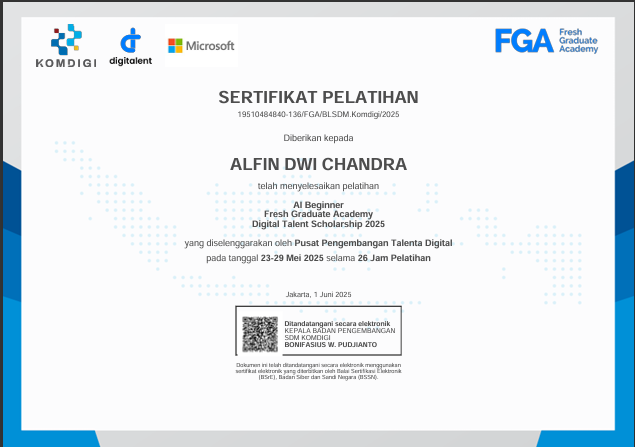 KOMDIGI
digitalent
Microsoft
FGA Fresh Graduate Academy
SERTIFIKAT PELATIHAN
19510484840-136/FGA/BLSDM.Komdigi/2025
Diberikan kepada
ALFIN DWI CHANDRA
telah menyelesaikan pelatihan
AI Beginner
Fresh Graduate Academy
Digital Talent Scholarship 2025
yang diselenggarakan oleh Pusat Pengembangan Talenta Digital
pada tanggal 23-29 Mei 2025 selama 26 Jam Pelatihan
Jakarta, 1 Juni 2025
Ditandatangani secara elektronik
KEPALA BADAN PENGEMBANGAN
SDM KOMDIGI
BONIFASIUS W. PUDJIANTO
Dokumen ini telah ditandatangani secara elektronik menggunakan
sertifikat elektronik yang diterbitkan oleh Balai Sertifikasi Elektronik
(BSrE), Badan Siber dan Sandi Negara (BSSN).